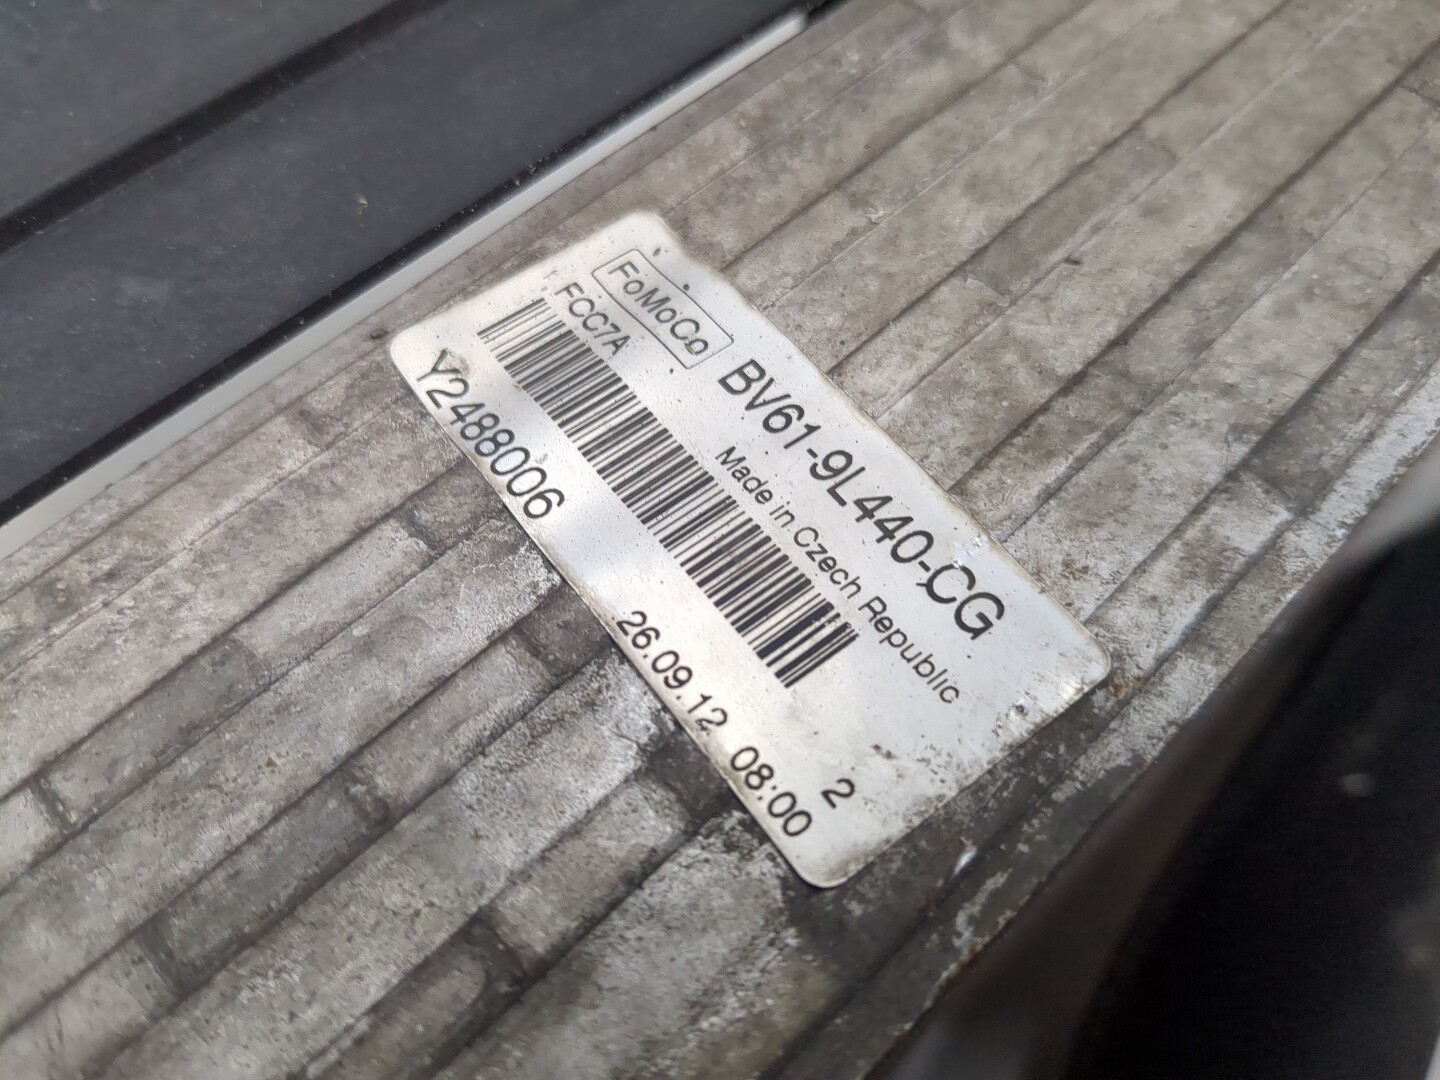 FoMoCo BV61-9L440-CG
FCC7A Made in Czech Republic
Y2488006
26.09.12 08:00 2